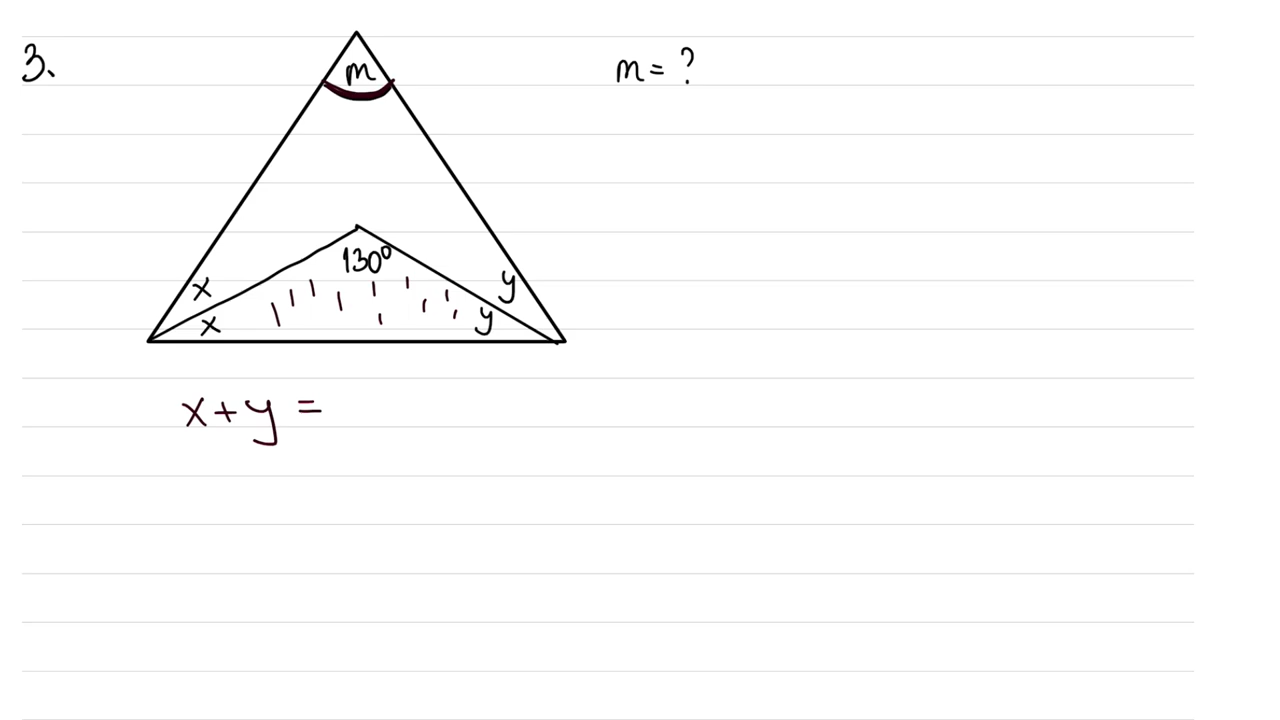 3.
m
m = ?
130°
x
y
x
y
x + y =